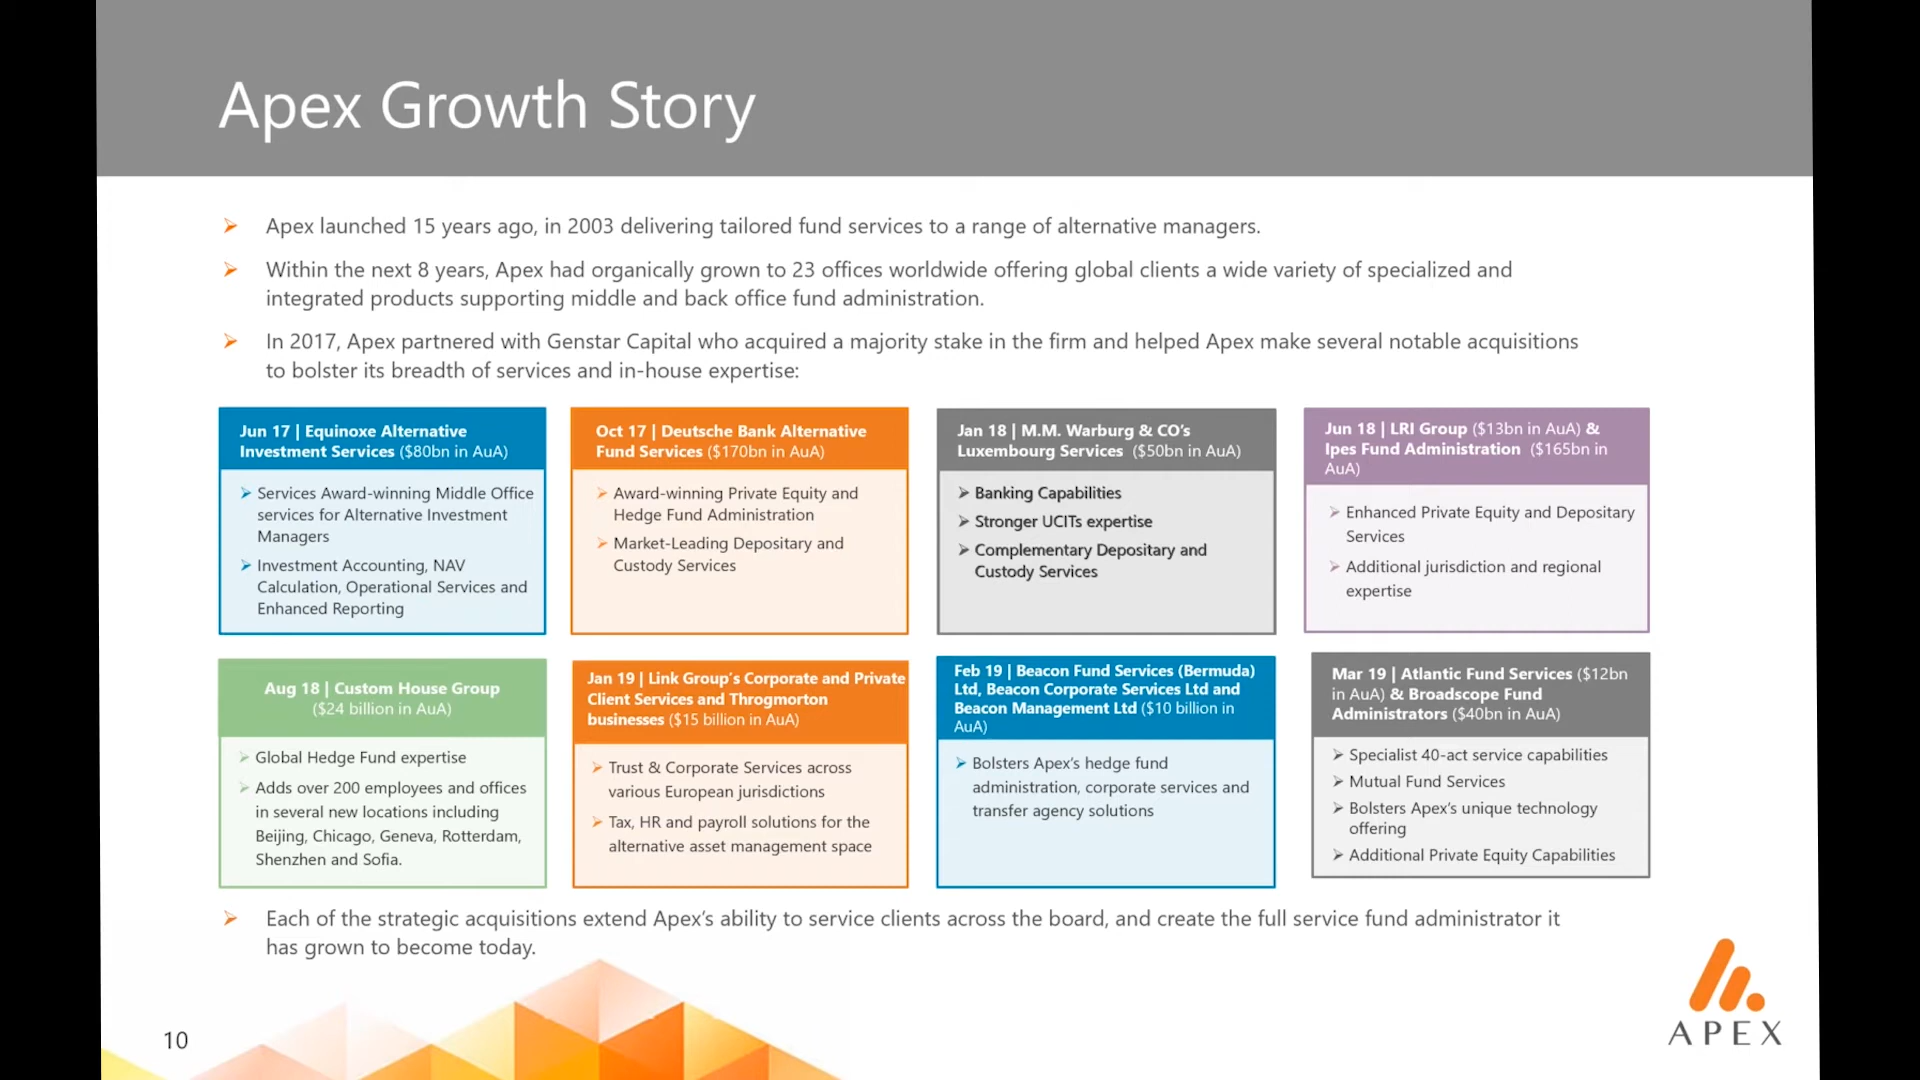 Apex Growth Story
Apex launched 15 years ago, in 2003 delivering tailored fund services to a range of alternative managers.
Within the next 8 years, Apex had organically grown to 23 offices worldwide offering global clients a wide variety of specialized and
integrated products supporting middle and back office fund administration.
In 2017, Apex partnered with Genstar Capital who acquired a majority stake in the firm and helped Apex make several notable acquisitions
to bolster its breadth of services and in-house expertise:
Jun 17 | Equinoxe Alternative
Investment Services ($80bn in AuA)
Services Award-winning Middle Office
services for Alternative Investment
Managers
Investment Accounting, NAV
Calculation, Operational Services and
Enhanced Reporting
Oct 17 | Deutsche Bank Alternative
Fund Services ($170bn in AuA)
Award-winning Private Equity and
Hedge Fund Administration
Market-Leading Depositary and
Custody Services
Jan 18 | M.M. Warburg & CO's
Luxembourg Services ($50bn in AuA)
Banking Capabilities
Stronger UCITs expertise
Complementary Depositary and
Custody Services
Jun 18 | LRI Group ($13bn in AuA) &
Ipes Fund Administration ($165bn in
AuA)
Enhanced Private Equity and Depositary
Services
Additional jurisdiction and regional
expertise
Aug 18 | Custom House Group
($24 billion in AuA)
Global Hedge Fund expertise
Adds over 200 employees and offices
in several new locations including
Beijing, Chicago, Geneva, Rotterdam,
Shenzhen and Sofia.
Jan 19 | Link Group's Corporate and Private
Client Services and Throgmorton
businesses ($15 billion in AuA)
Trust & Corporate Services across
various European jurisdictions
Tax, HR and payroll solutions for the
alternative asset management space
Feb 19 | Beacon Fund Services (Bermuda)
Ltd, Beacon Corporate Services Ltd and
Beacon Management Ltd ($10 billion in
AuA)
Bolsters Apex's hedge fund
administration, corporate services and
transfer agency solutions
Mar 19 | Atlantic Fund Services ($12bn
in AuA) & Broadscope Fund
Administrators ($40bn in AuA)
Specialist 40-act service capabilities
Mutual Fund Services
Bolsters Apex's unique technology
offering
Additional Private Equity Capabilities
Each of the strategic acquisitions extend Apex's ability to service clients across the board, and create the full service fund administrator it
has grown to become today.
10
APEX